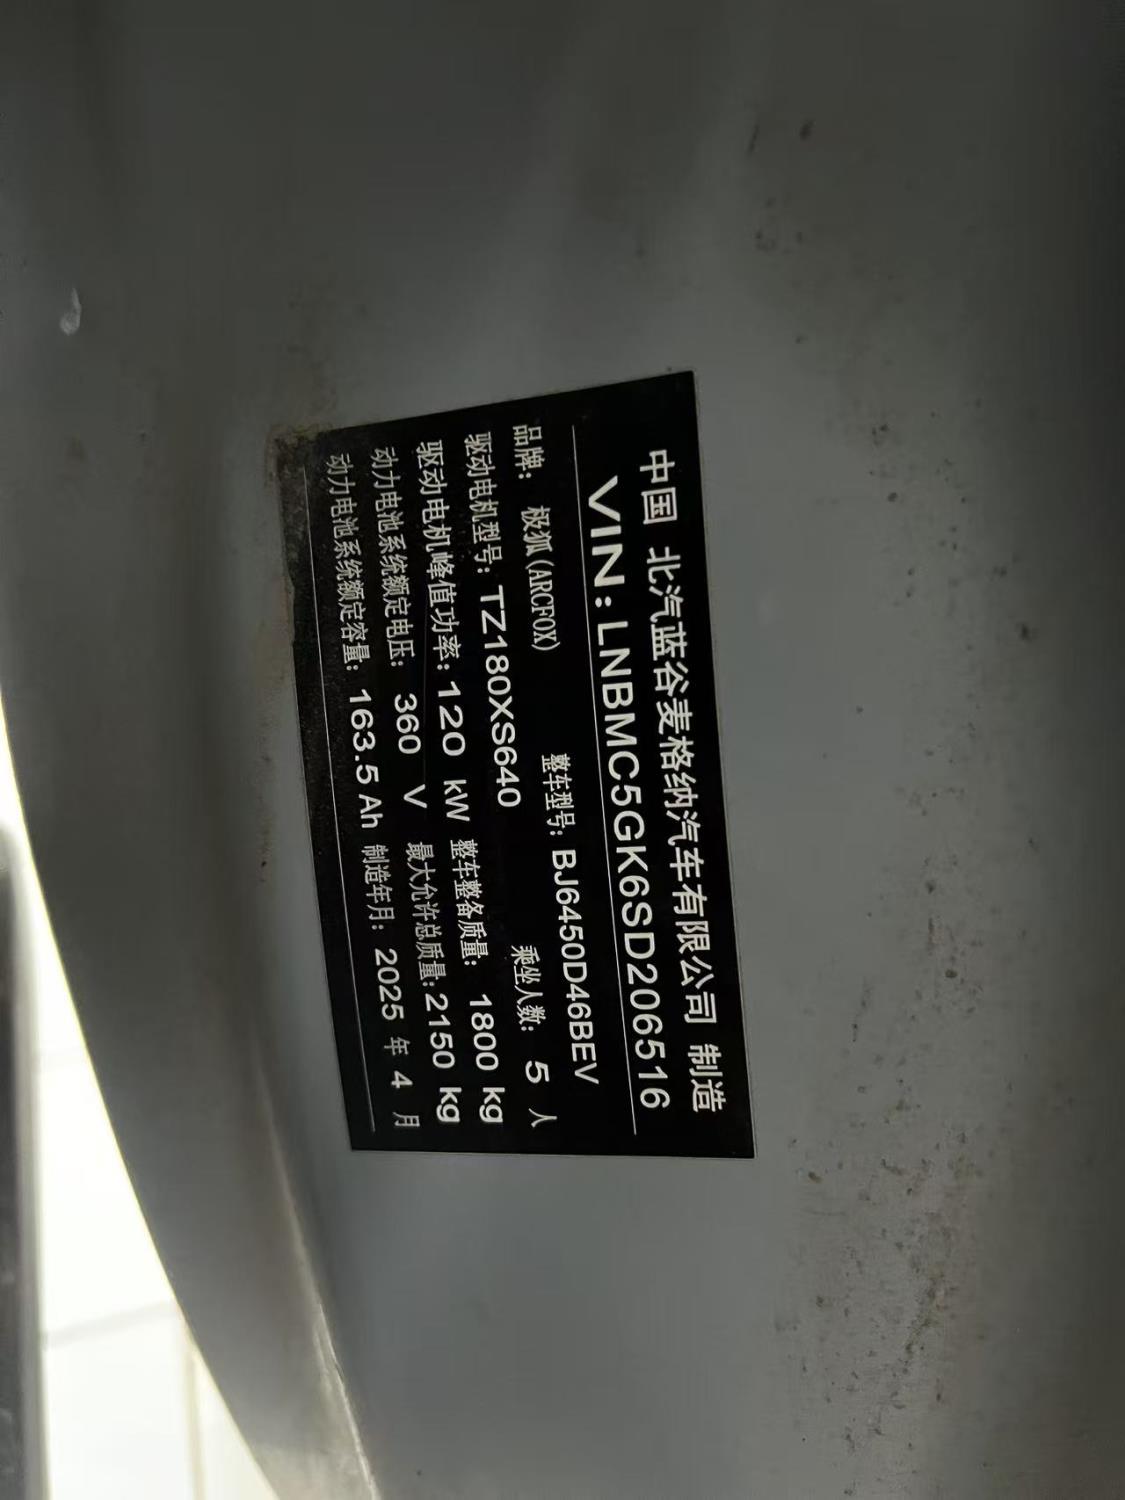 中国 北汽蓝谷麦格纳汽车有限公司 制造
VIN:LNBMC5GK6SD206516
品牌: 极狐(ARCFOX) 整车型号: BJ6450D46BEV
驱动电机型号: TZ180XS640 乘坐人数: 5 人
驱动电机峰值功率: 120 kW 整车整备质量: 1800 kg
动力电池系统额定电压: 360 V 最大允许总质量: 2150 kg
动力电池系统额定容量: 163.5 Ah 制造年月: 2025 年 4 月